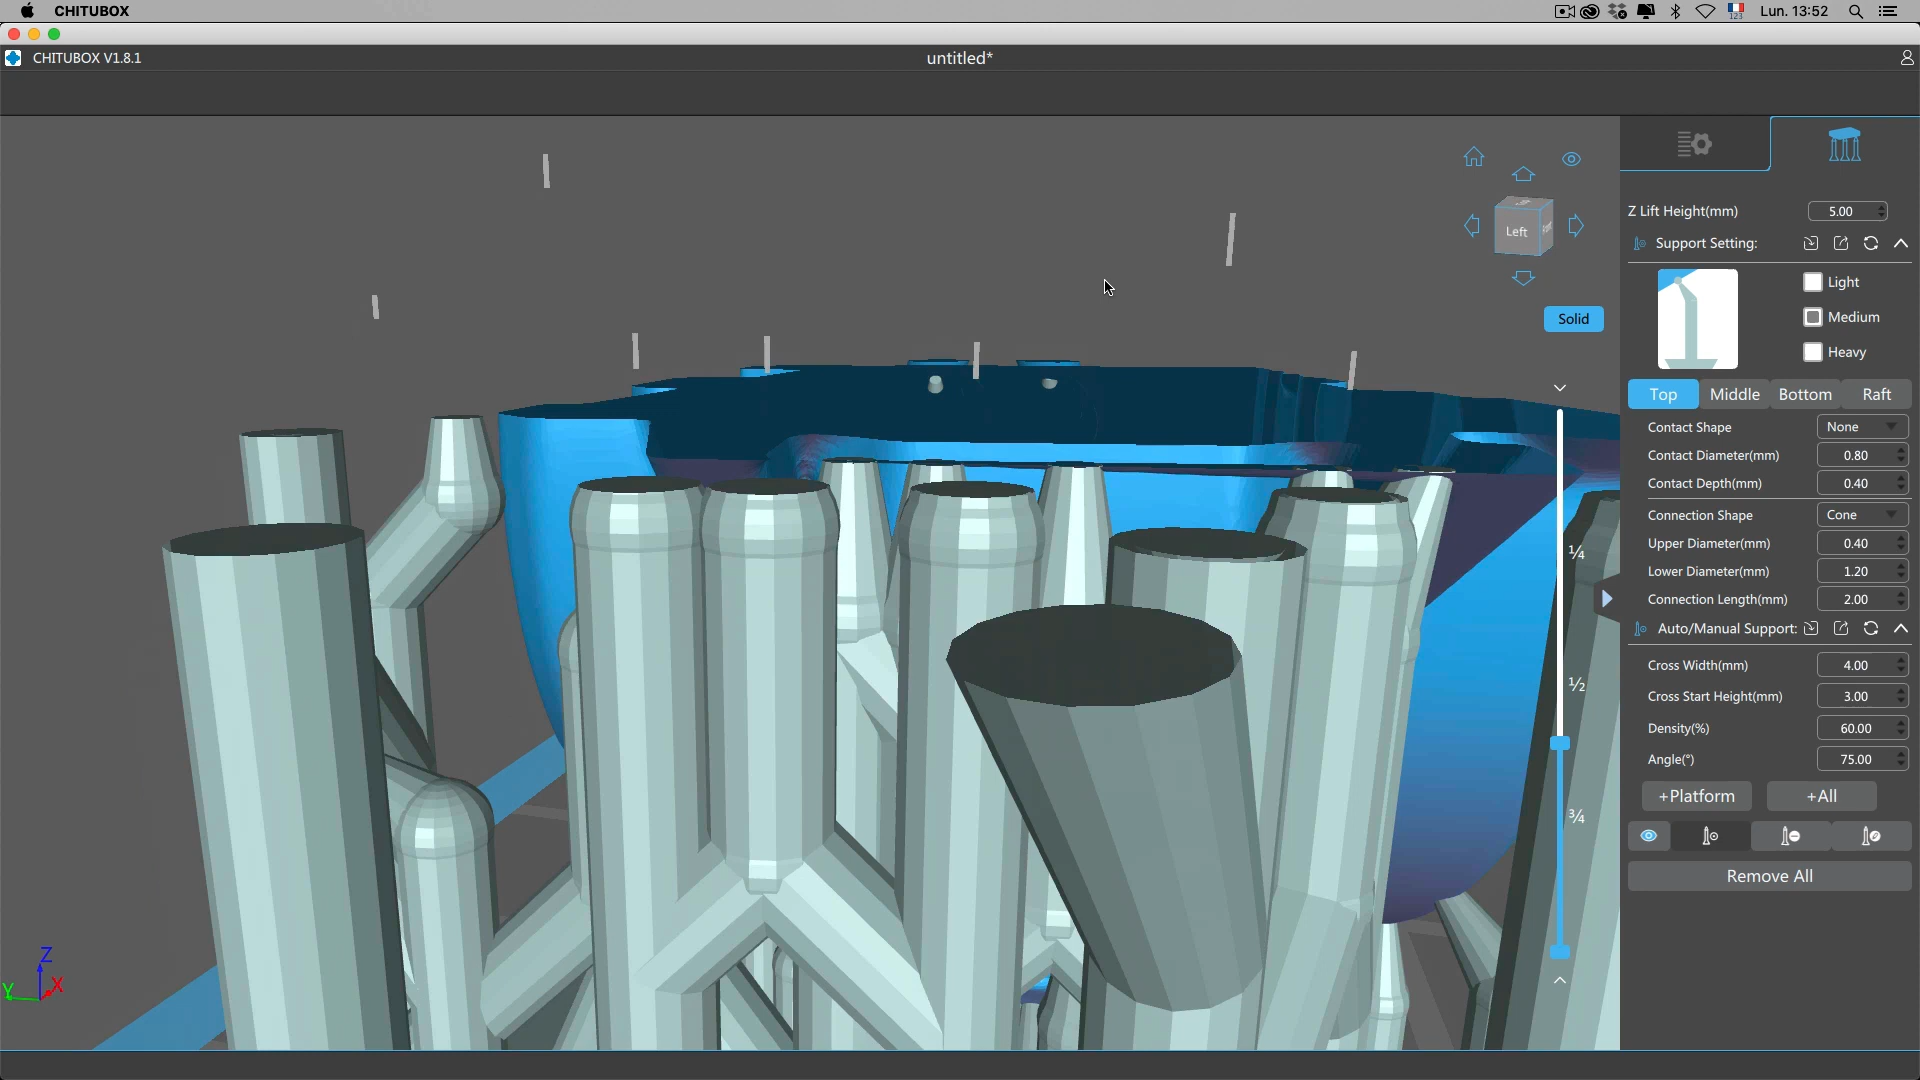 CHITUBOX
Lun. 13:52
123
CHITUBOX V1.8.1
untitled*
Left
Solid
¼
½
¾
Z
Y
X
Z Lift Height(mm) 5.00
Support Setting:
Light
Medium
Heavy
Top Middle Bottom Raft
Contact Shape None
Contact Diameter(mm) 0.80
Contact Depth(mm) 0.40
Connection Shape Cone
Upper Diameter(mm) 0.40
Lower Diameter(mm) 1.20
Connection Length(mm) 2.00
Auto/Manual Support:
Cross Width(mm) 4.00
Cross Start Height(mm) 3.00
Density(%) 60.00
Angle(°) 75.00
+Platform +All
Remove All